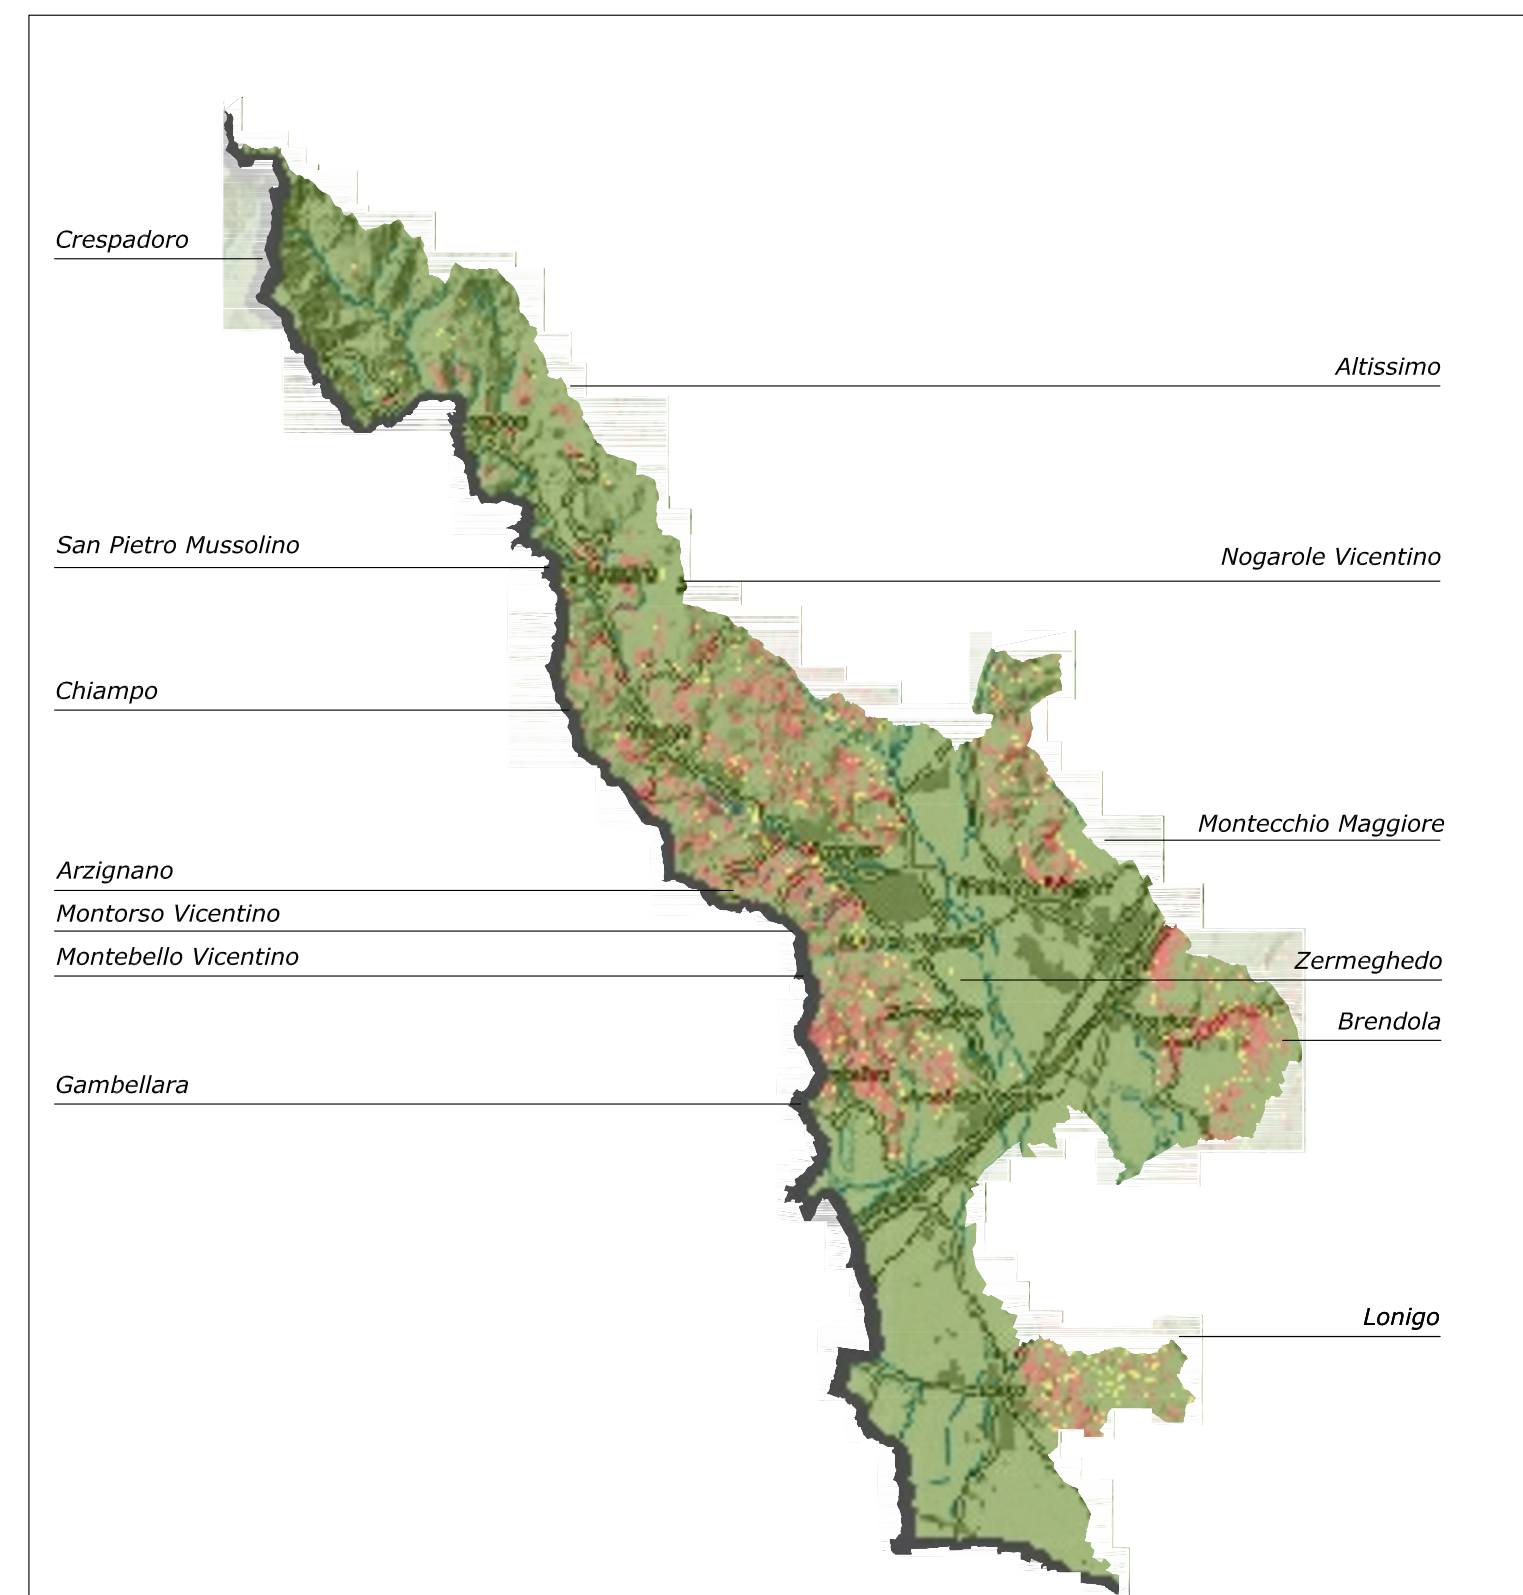 Crespadoro
Altissimo
San Pietro Mussolino
Nogarole Vicentino
Chiampo
Montecchio Maggiore
Arzignano
Montorso Vicentino
Montebello Vicentino
Zermeghedo
Brendola
Gambellara
Lonigo